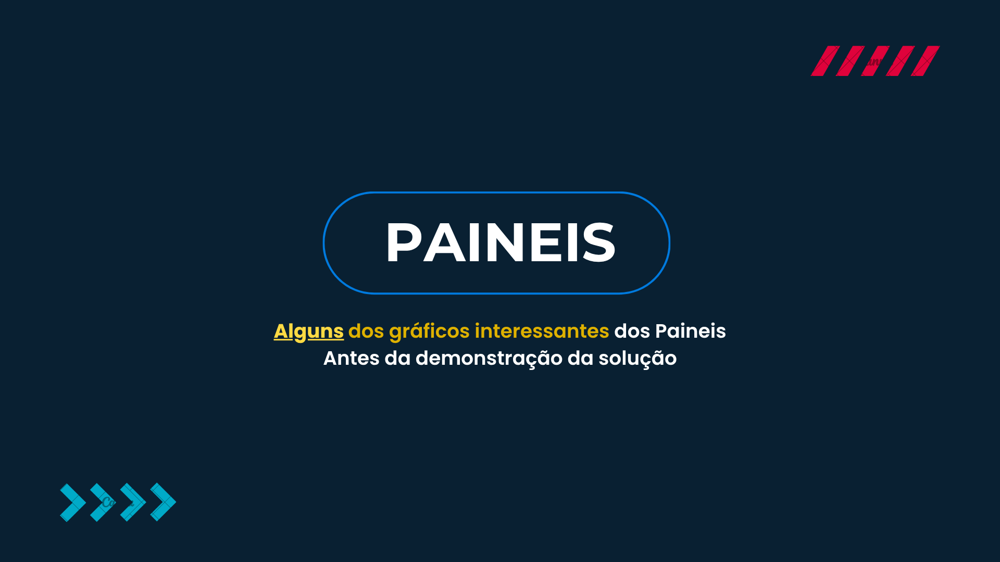 PAINEIS
Alguns dos gráficos interessantes dos Paineis
Antes da demonstração da solução